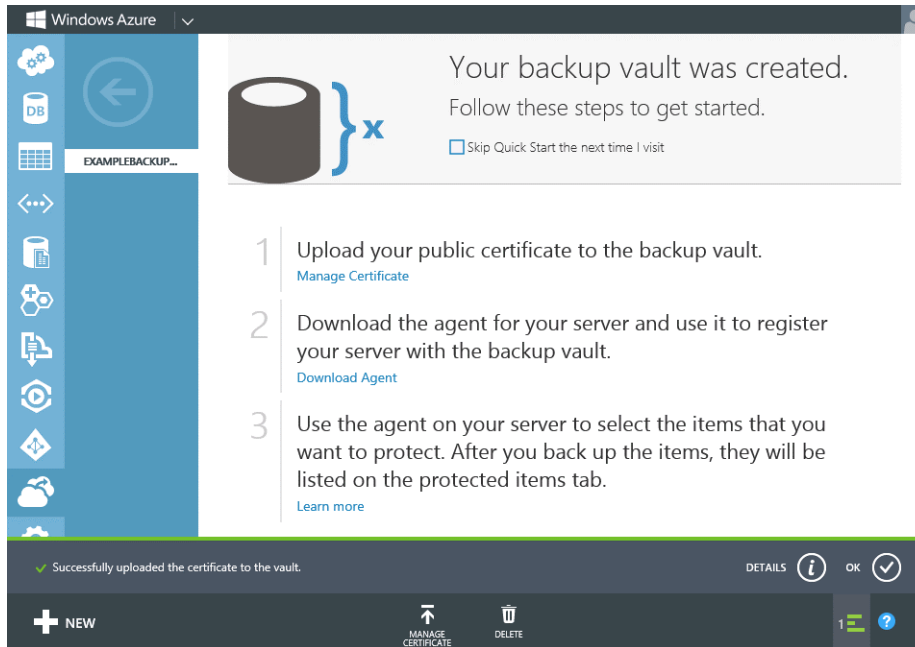 Windows Azure
Your backup vault was created.
Follow these steps to get started.
Skip Quick Start the next time I visit
DB
x
EXAMPLEBACKUP...
1
Upload your public certificate to the backup vault.
Manage Certificate
2
Download the agent for your server and use it to register
your server with the backup vault.
Download Agent
3
Use the agent on your server to select the items that you
want to protect. After you back up the items, they will be
listed on the protected items tab.
Learn more
Successfully uploaded the certificate to the vault.
DETAILS
i
OK
NEW
MANAGE
CERTIFICATE
DELETE
1
?